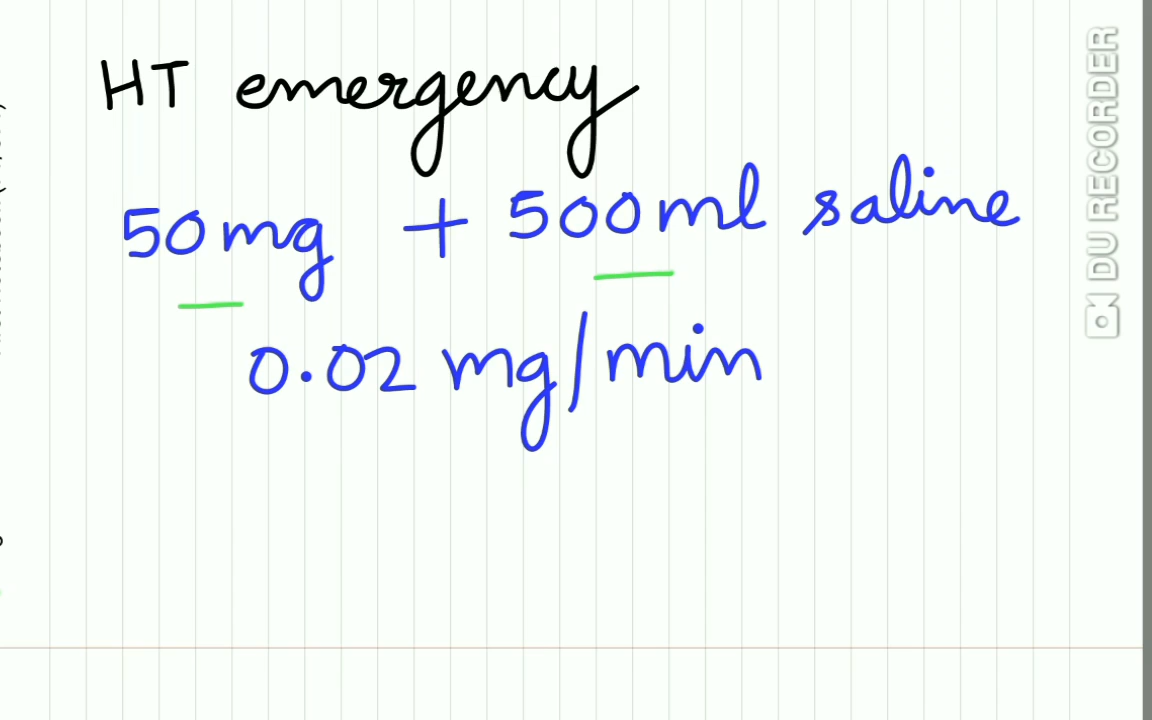 HT emergency
50mg + 500ml saline
0.02 mg/min
DU RECORDER